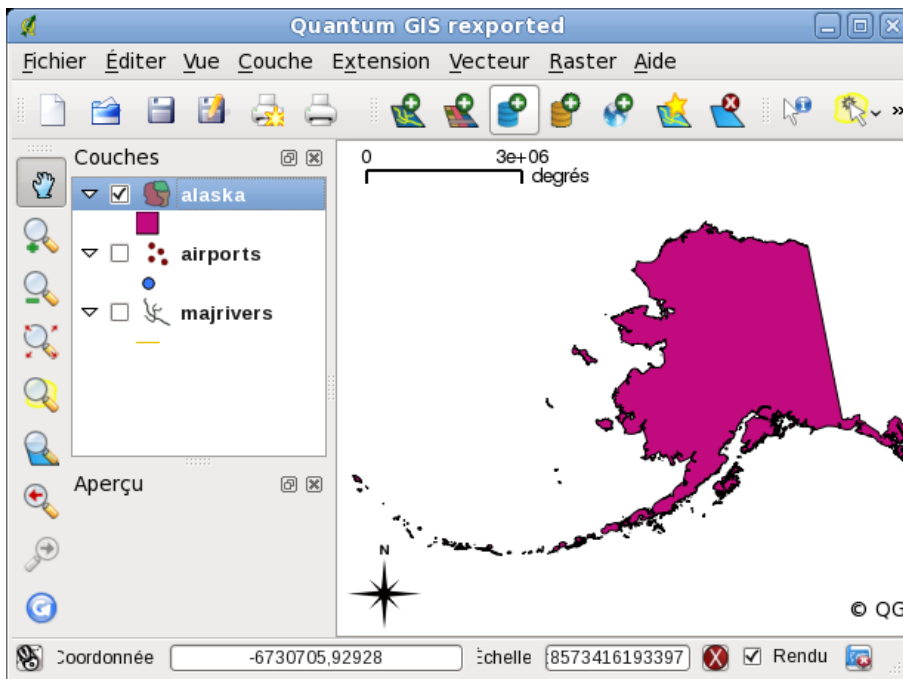 Quantum GIS rexported
Fichier Éditer Vue Couche Extension Vecteur Raster Aide
»
Couches
alaska
airports
majrivers
Aperçu
0 3e+06
degrés
N
© QG
Coordonnée -6730705,92928 Échelle 8573416193397 Rendu